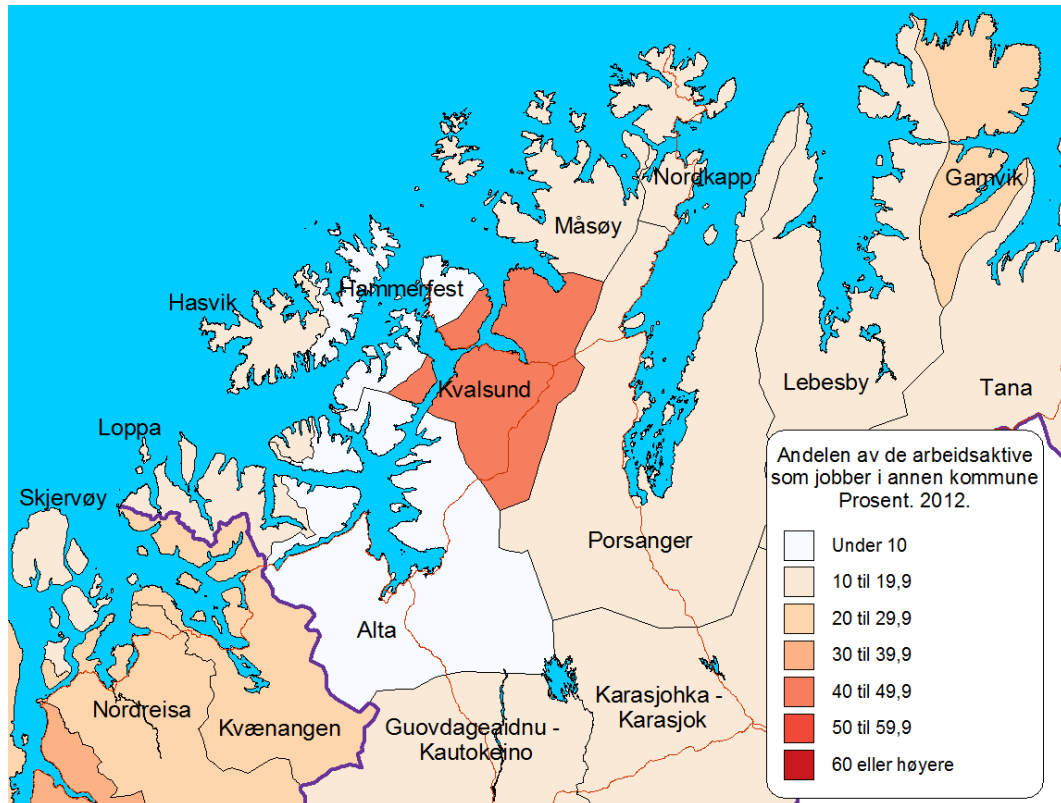 Nordkapp
Gamvik
Måsøy
Hammerfest
Hasvik
Kvalsund
Lebesby
Tana
Loppa
Skjervøy
Porsanger
Alta
Nordreisa
Kvænangen
Guovdageaidnu -
Kautokeino
Karasjohka -
Karasjok
Andelen av de arbeidsaktive
som jobber i annen kommune
Prosent. 2012.
Under 10
10 til 19,9
20 til 29,9
30 til 39,9
40 til 49,9
50 til 59,9
60 eller høyere